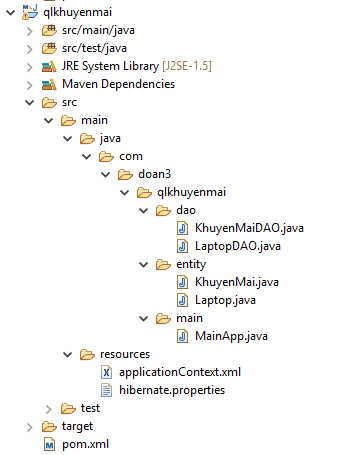 qlkhuyenmai
src/main/java
src/test/java
JRE System Library [J2SE-1.5]
Maven Dependencies
src
main
java
com
doan3
qlkhuyenmai
dao
KhuyenMaiDAO.java
LaptopDAO.java
entity
KhuyenMai.java
Laptop.java
main
MainApp.java
resources
applicationContext.xml
hibernate.properties
test
target
pom.xml